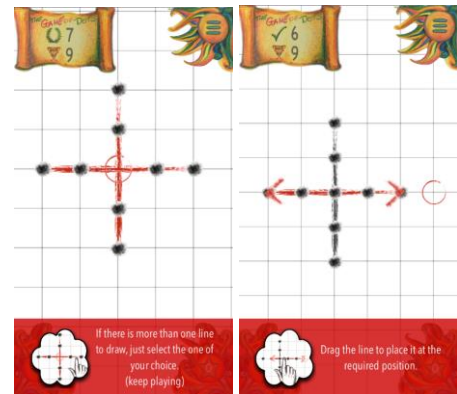 THE GAME OF DOTS
7
9
If there is more than one line
to draw, just select the one of
your choice.
(keep playing)
THE GAME OF DOTS
6
9
Drag the line to place it at the
required position.